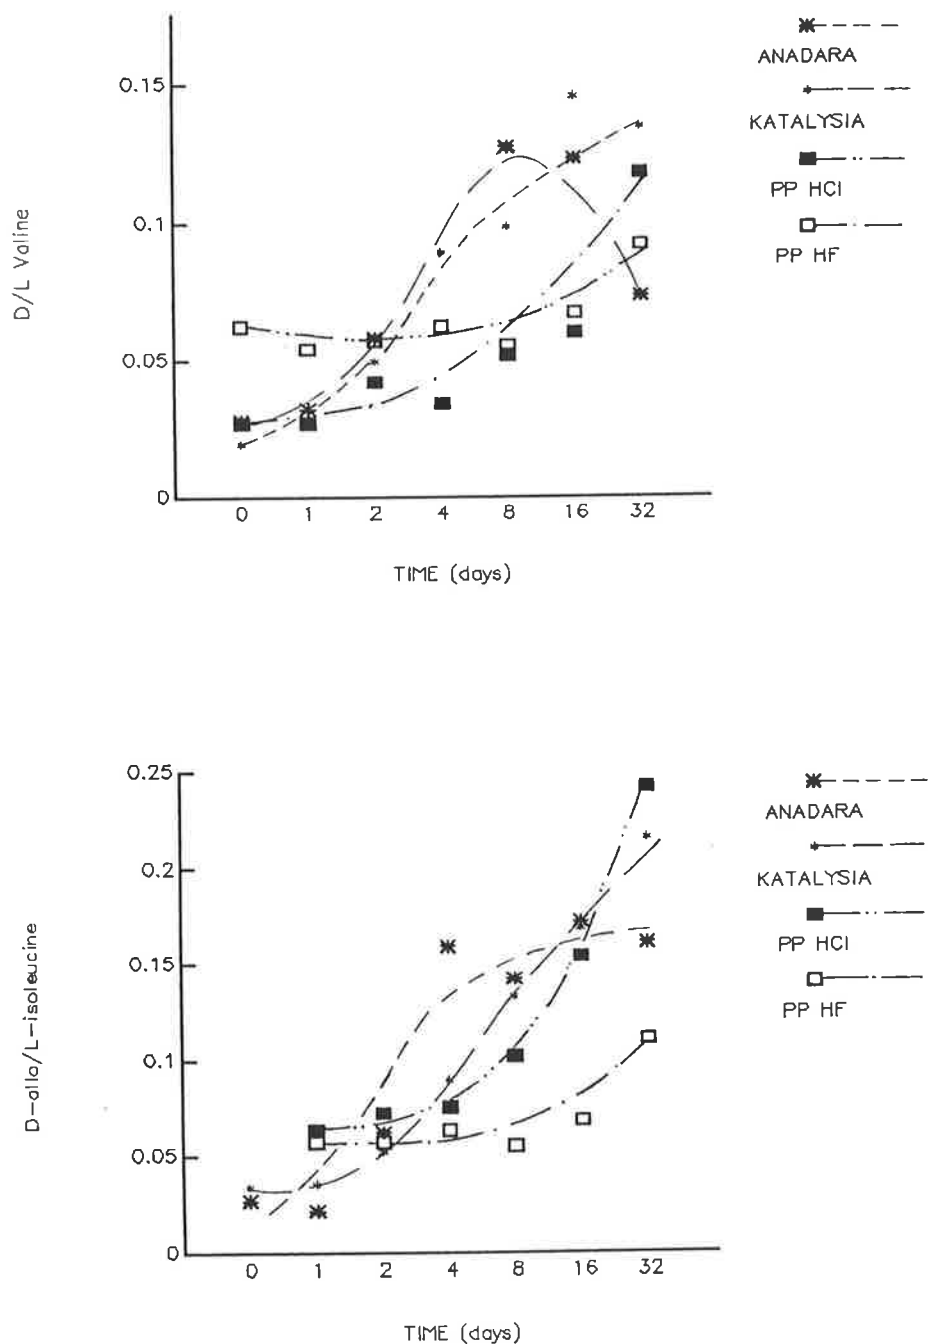 ANADARA
0.15
KATALYSIA
PP HCl
0.1
PP HF
D/L Valine
0.05
0
0 1 2 4 8 16 32
TIME (days)
0.25
ANADARA
0.2
KATALYSIA
PP HCl
0.15
PP HF
D-allo/L-isoleucine
0.1
0.05
0
0 1 2 4 8 16 32
TIME (days)